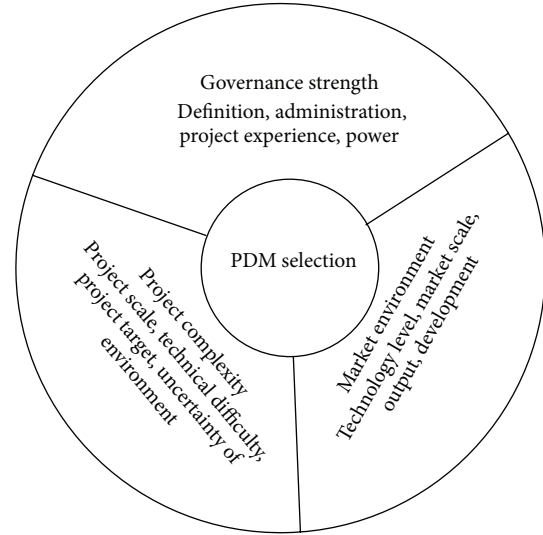 Governance strength
Definition, administration,
project experience, power
PDM selection
Market environment
Technology level, market scale,
output, development
Project complexity
Project scale, technical difficulty,
project target, uncertainty of
environment